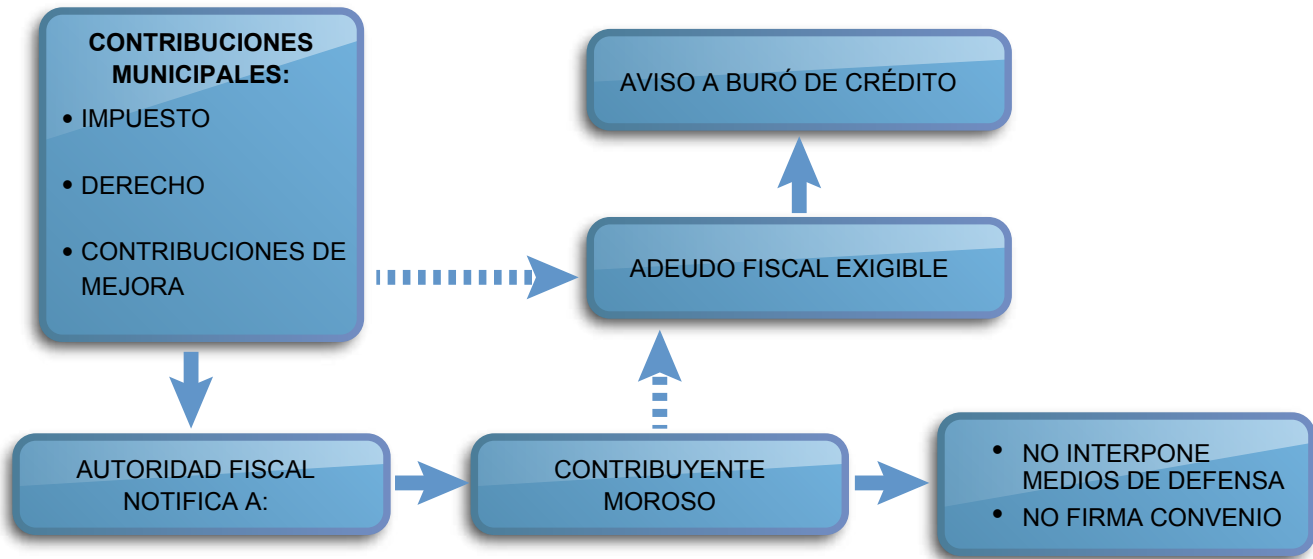 CONTRIBUCIONES
MUNICIPALES:
• IMPUESTO
• DERECHO
• CONTRIBUCIONES DE
MEJORA
AVISO A BURÓ DE CRÉDITO
ADEUDO FISCAL EXIGIBLE
AUTORIDAD FISCAL
NOTIFICA A:
CONTRIBUYENTE
MOROSO
• NO INTERPONE
MEDIOS DE DEFENSA
• NO FIRMA CONVENIO